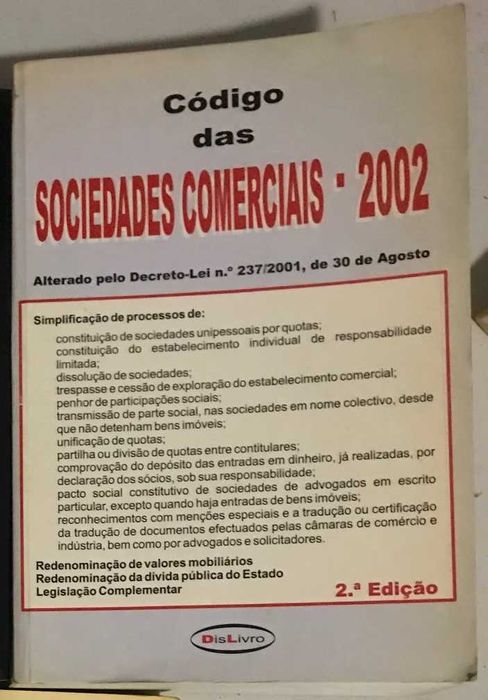 Código
das
SOCIEDADES COMERCIAIS - 2002
Alterado pelo Decreto-Lei n.º 237/2001, de 30 de Agosto
Simplificação de processos de:
constituição de sociedades unipessoais por quotas;
constituição do estabelecimento individual de responsabilidade
limitada;
dissolução de sociedades;
trespasse e cessão de exploração do estabelecimento comercial;
penhor de participações sociais;
transmissão de parte social, nas sociedades em nome colectivo, desde
que não detenham bens imóveis;
unificação de quotas;
partilha ou divisão de quotas entre contitulares;
comprovação do depósito das entradas em dinheiro, já realizadas, por
declaração dos sócios, sob sua responsabilidade;
pacto social constitutivo de sociedades de advogados em escrito
particular, excepto quando haja entradas de bens imóveis;
reconhecimentos com menções especiais e a tradução ou certificação
da tradução de documentos efectuados pelas câmaras de comércio e
indústria, bem como por advogados e solicitadores.
Redenominação de valores mobiliários
Redenominação da dívida pública do Estado
Legislação Complementar
2.ª Edição
DisLivro